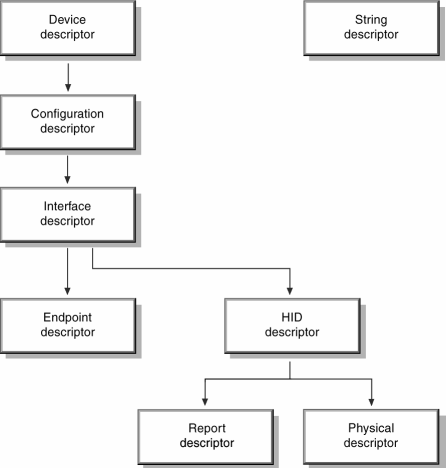 Device
descriptor
String
descriptor
Configuration
descriptor
Interface
descriptor
Endpoint
descriptor
HID
descriptor
Report
descriptor
Physical
descriptor